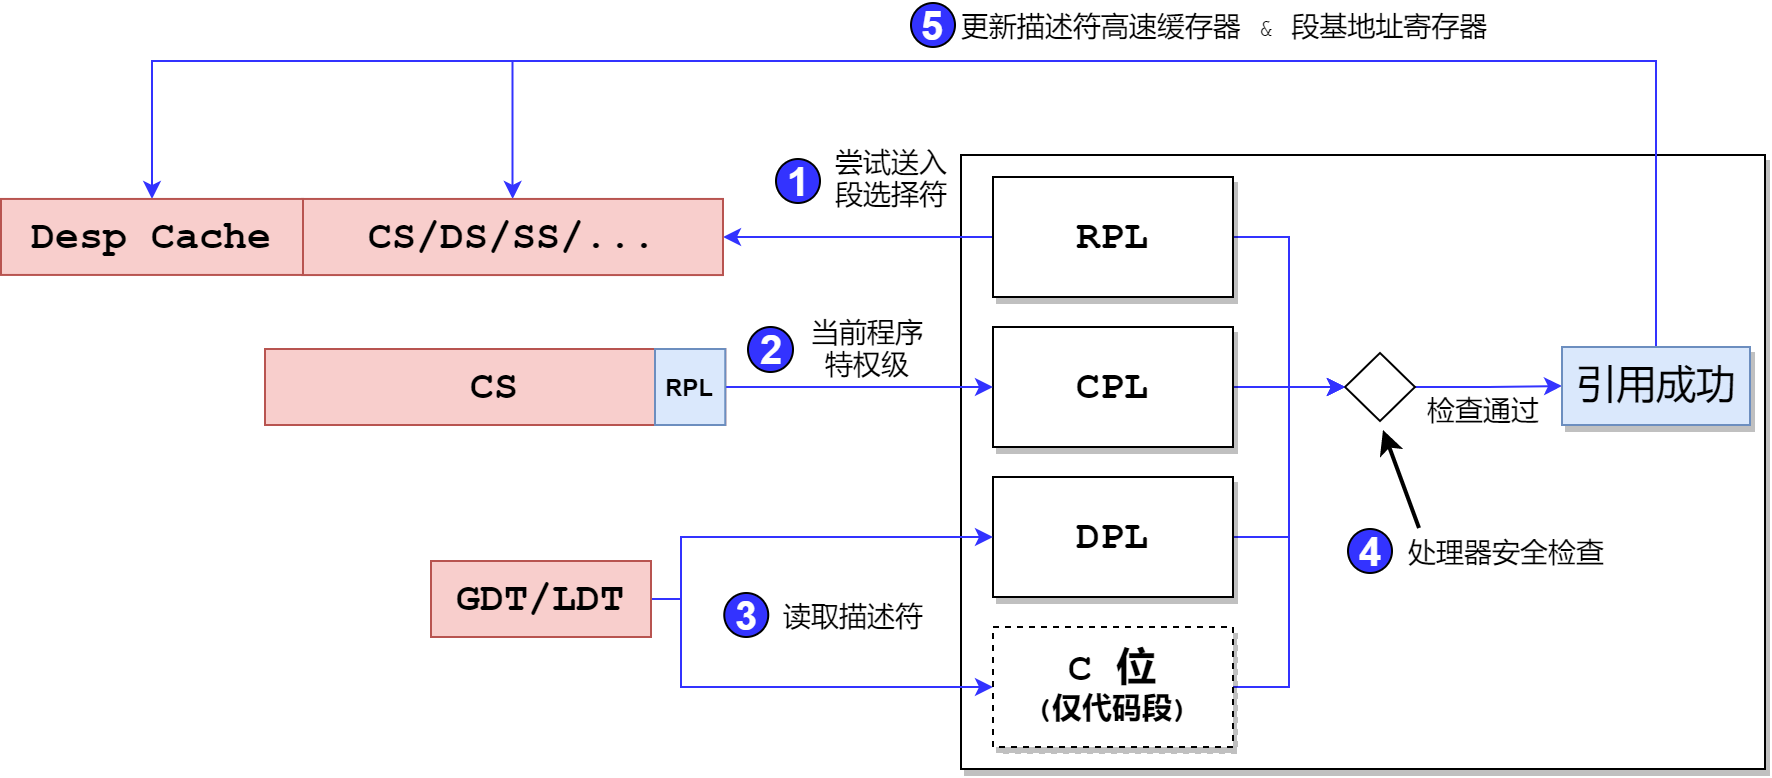 5 更新描述符高速缓存器 & 段基地址寄存器
1 尝试送入
段选择符
Desp Cache
CS/DS/SS/...
RPL
2 当前程序
特权级
CS
RPL
CPL
检查通过
引用成功
DPL
4 处理器安全检查
GDT/LDT
3 读取描述符
C 位
(仅代码段)